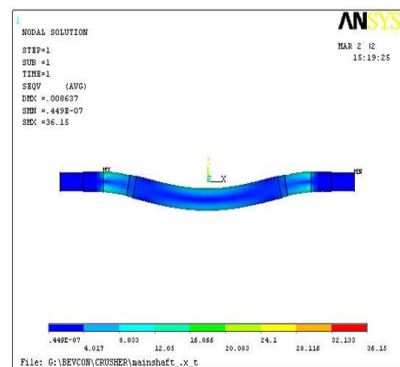 1
NODAL SOLUTION
ANSYS
STEP=1
SUB =1
TIME=1
SEQV (AVG)
DMX =.008637
SMN =.449E-07
SMX =36.15
MAR 2
15:19:25
MX
X
MN
.449E-07 8.033 16.066 24.1 32.133
4.017 12.05 20.083 28.116 36.15
File: G:\BEVCON\CRUSHER\mainshaft_.x_t